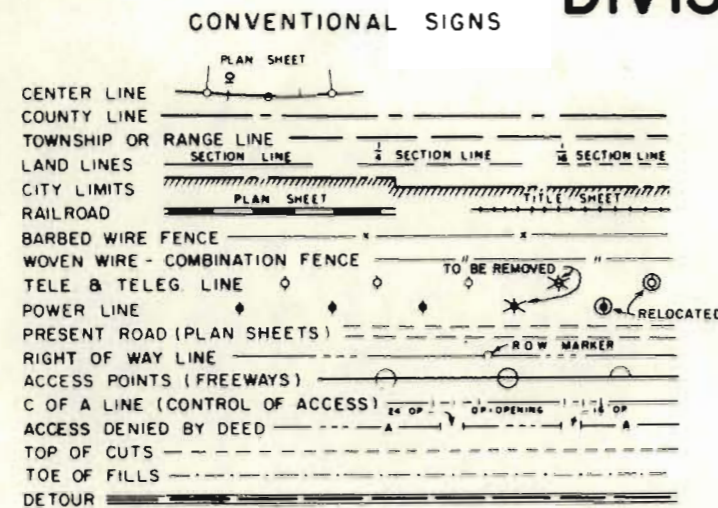 DIVIS
CONVENTIONAL SIGNS
PLAN SHEET
CENTER LINE
COUNTY LINE
TOWNSHIP OR RANGE LINE
LAND LINES SECTION LINE 1/4 SECTION LINE 1/16 SECTION LINE
CITY LIMITS
RAILROAD PLAN SHEET TITLE SHEET
BARBED WIRE FENCE x x
WOVEN WIRE - COMBINATION FENCE " "
TO BE REMOVED
TELE & TELEG. LINE
POWER LINE RELOCATED
PRESENT ROAD (PLAN SHEETS)
RIGHT OF WAY LINE ROW MARKER
ACCESS POINTS (FREEWAYS)
C OF A LINE (CONTROL OF ACCESS) 24 OP OP=OPENING 16 OP
ACCESS DENIED BY DEED A A
TOP OF CUTS
TOE OF FILLS
DETOUR